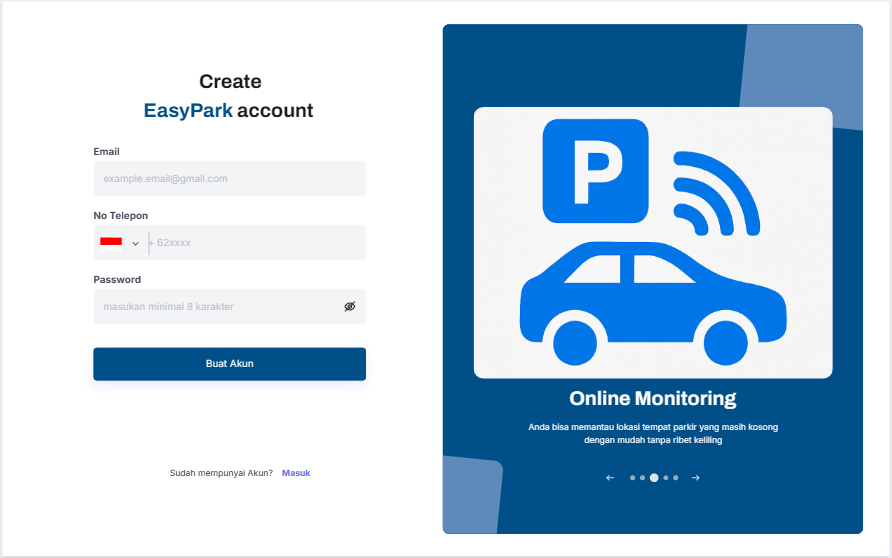 Create
EasyPark account
Email
example.email@gmail.com
No Telepon
+ 62xxxx
Password
masukan minimal 8 karakter
Buat Akun
Sudah mempunyai Akun? Masuk
P
Online Monitoring
Anda bisa memantau lokasi tempat parkir yang masih kosong
dengan mudah tanpa ribet keliling